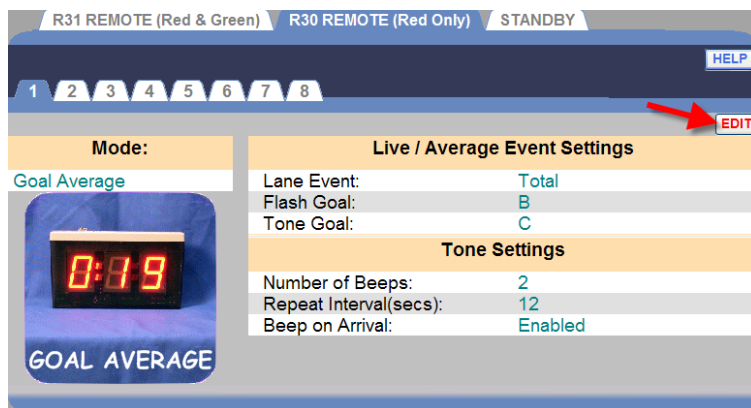 R31 REMOTE (Red & Green) R30 REMOTE (Red Only) STANDBY
HELP
1 2 3 4 5 6 7 8
EDIT
Mode: Live / Average Event Settings
Goal Average Lane Event: Total
Flash Goal: B
Tone Goal: C
Tone Settings
0:19
Number of Beeps: 2
Repeat Interval(secs): 12
Beep on Arrival: Enabled
GOAL AVERAGE